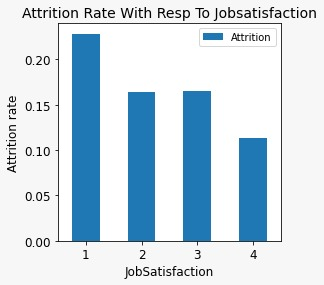 Attrition Rate With Resp To Jobsatisfaction
Attrition
Attrition rate
0.20
0.15
0.10
0.05
0.00
1 2 3 4
JobSatisfaction